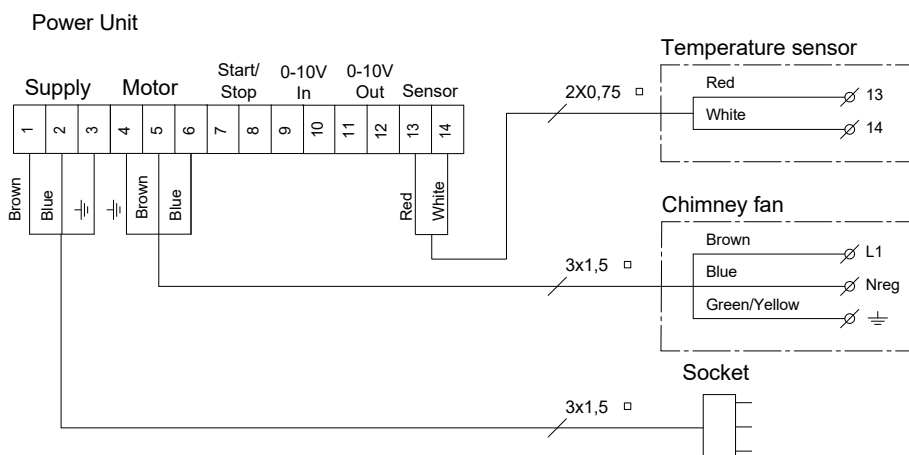 Power Unit
Supply Motor Start/ Stop 0-10V In 0-10V Out Sensor
1 2 3 4 5 6 7 8 9 10 11 12 13 14
Brown Blue Brown Blue Red White
2X0,75
Temperature sensor
Red 13
White 14
Chimney fan
3x1,5
Brown L1
Blue Nreg
Green/Yellow
Socket
3x1,5